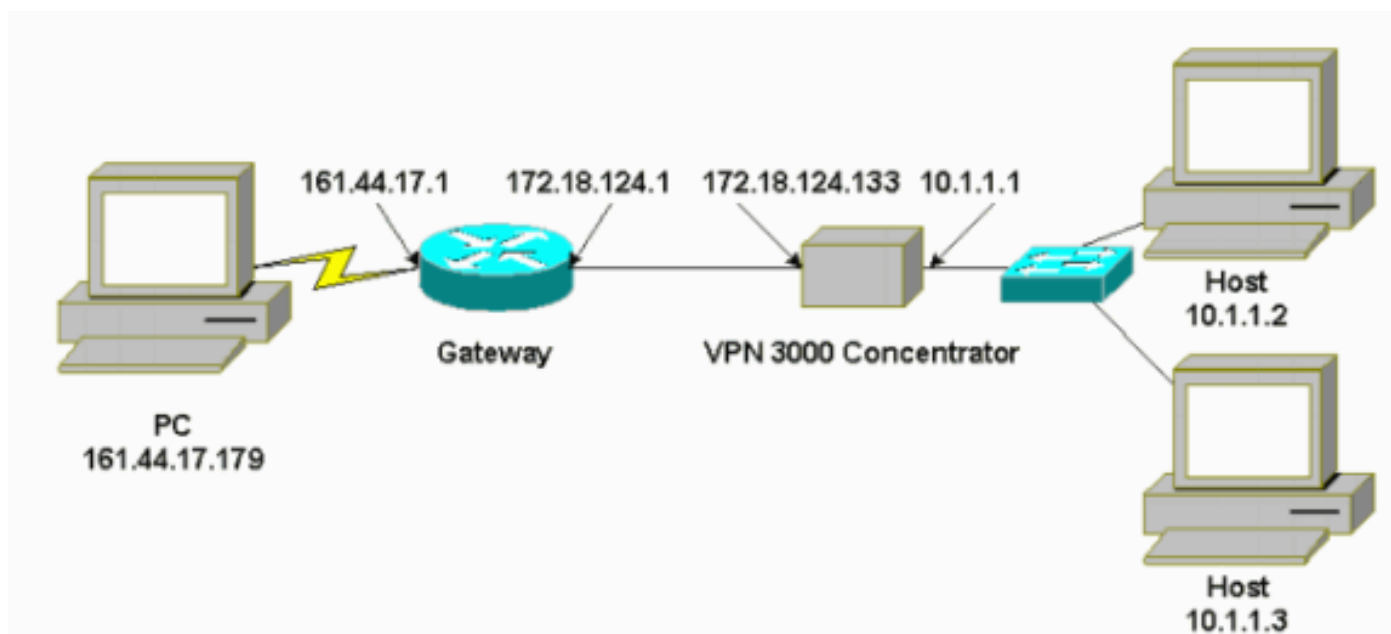 161.44.17.1
172.18.124.1
172.18.124.133
10.1.1.1
Gateway
VPN 3000 Concentrator
PC
161.44.17.179
Host
10.1.1.2
Host
10.1.1.3